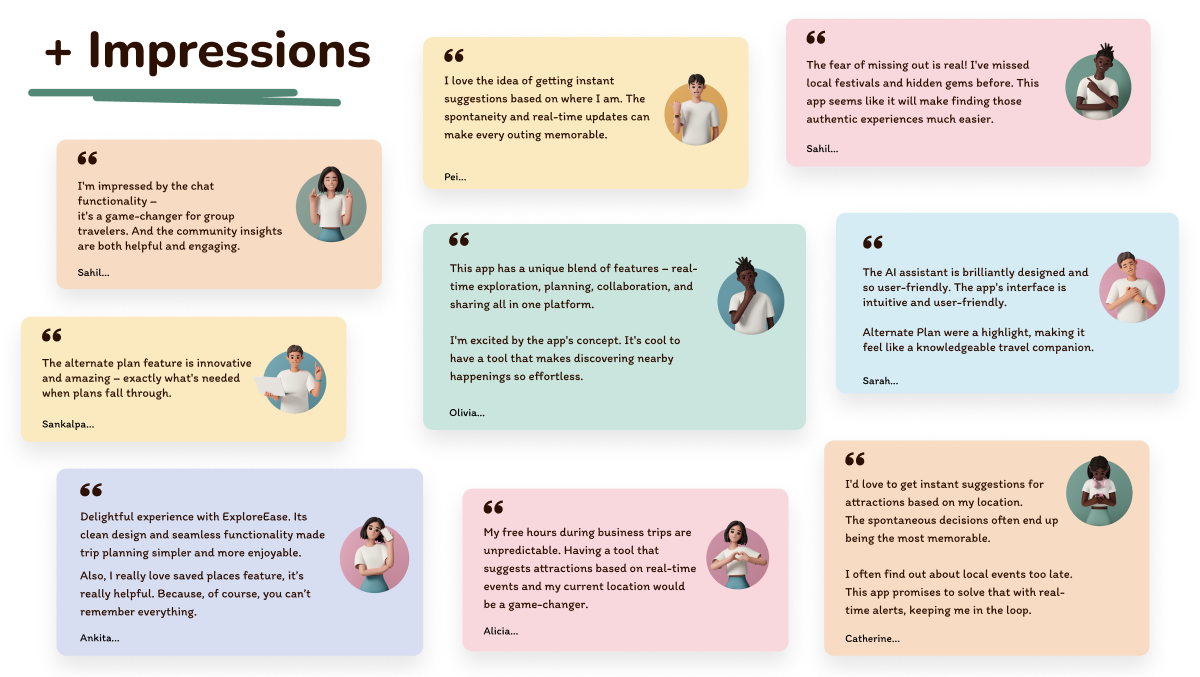 + Impressions
I'm impressed by the chat
functionality –
it's a game-changer for group
travelers. And the community insights
are both helpful and engaging.
Sahil...
The alternate plan feature is innovative
and amazing – exactly what's needed
when plans fall through.
Sankalpa...
Delightful experience with ExploreEase. Its
clean design and seamless functionality made
trip planning simpler and more enjoyable.
Also, I really love saved places feature, it's
really helpful. Because, of course, you can't
remember everything.
Ankita...
I love the idea of getting instant
suggestions based on where I am. The
spontaneity and real-time updates can
make every outing memorable.
Pei...
This app has a unique blend of features – real-
time exploration, planning, collaboration, and
sharing all in one platform.
I'm excited by the app's concept. It's cool to
have a tool that makes discovering nearby
happenings so effortless.
Olivia...
My free hours during business trips are
unpredictable. Having a tool that
suggests attractions based on real-time
events and my current location would
be a game-changer.
Alicia...
The fear of missing out is real! I've missed
local festivals and hidden gems before. This
app seems like it will make finding those
authentic experiences much easier.
Sahil...
The AI assistant is brilliantly designed and
so user-friendly. The app's interface is
intuitive and user-friendly.
Alternate Plan were a highlight, making it
feel like a knowledgeable travel companion.
Sarah...
I'd love to get instant suggestions for
attractions based on my location.
The spontaneous decisions often end up
being the most memorable.
I often find out about local events too late.
This app promises to solve that with real-
time alerts, keeping me in the loop.
Catherine...